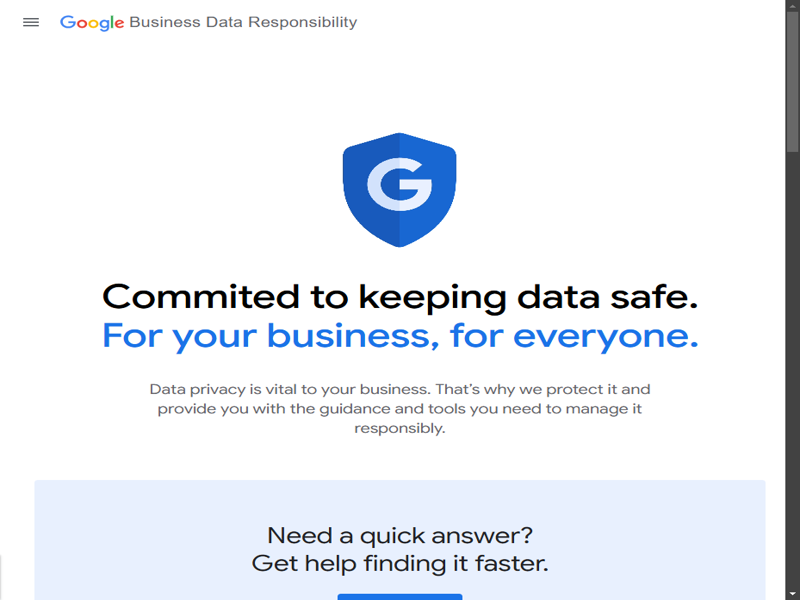 Google Business Data Responsibility
G
Commited to keeping data safe.
For your business, for everyone.
Data privacy is vital to your business. That's why we protect it and
provide you with the guidance and tools you need to manage it
responsibly.
Need a quick answer?
Get help finding it faster.